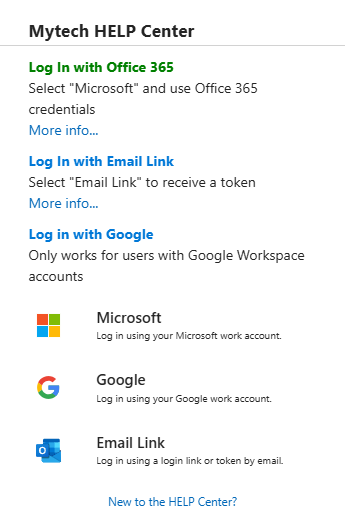 Mytech HELP Center
Log In with Office 365
Select "Microsoft" and use Office 365
credentials
More info...
Log In with Email Link
Select "Email Link" to receive a token
More info...
Log in with Google
Only works for users with Google Workspace
accounts
Microsoft
Log in using your Microsoft work account.
Google
Log in using your Google work account.
Email Link
Log in using a login link or token by email.
New to the HELP Center?